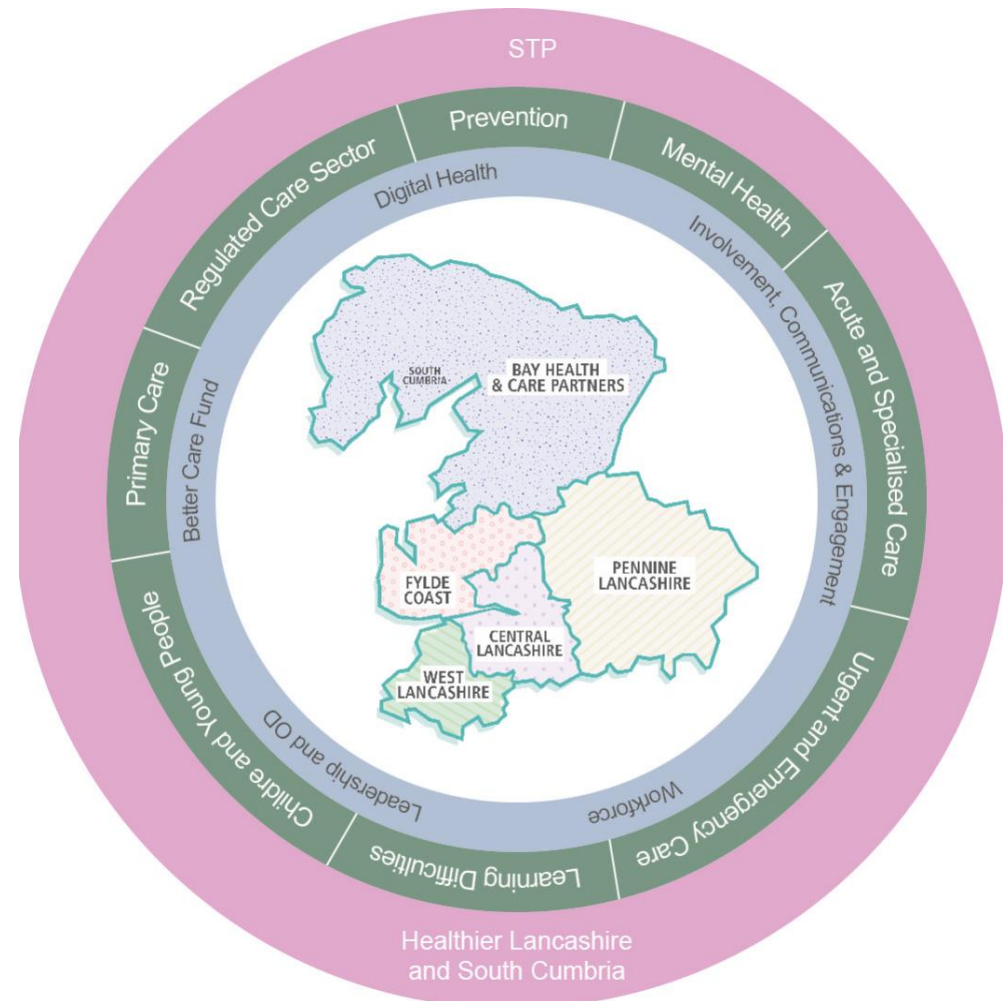 STP
Prevention
Mental Health
Acute and Specialised Care
Urgent and Emergency Care
Learning Difficulties
Childre and Young People
Primary Care
Regulated Care Sector
Digital Health
Involvement, Communications & Engagement
Workforce
Leadership and OD
Better Care Fund
SOUTH
CUMBRIA
BAY HEALTH
& CARE PARTNERS
FYLDE
COAST
PENNINE
LANCASHIRE
CENTRAL
LANCASHIRE
WEST
LANCASHIRE
Healthier Lancashire
and South Cumbria